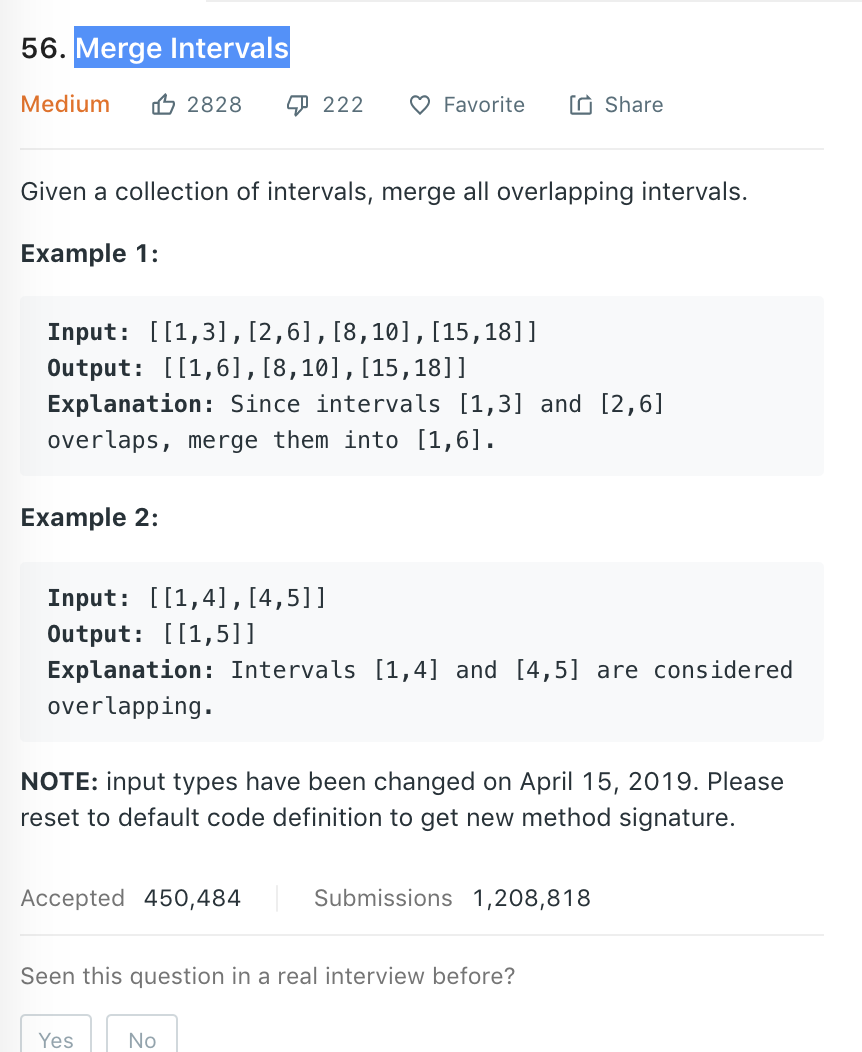 56. Merge Intervals
Medium 2828 222 Favorite Share
Given a collection of intervals, merge all overlapping intervals.
Example 1:
Input: [[1,3],[2,6],[8,10],[15,18]]
Output: [[1,6],[8,10],[15,18]]
Explanation: Since intervals [1,3] and [2,6]
overlaps, merge them into [1,6].
Example 2:
Input: [[1,4],[4,5]]
Output: [[1,5]]
Explanation: Intervals [1,4] and [4,5] are considered
overlapping.
NOTE: input types have been changed on April 15, 2019. Please
reset to default code definition to get new method signature.
Accepted 450,484 Submissions 1,208,818
Seen this question in a real interview before?
Yes No